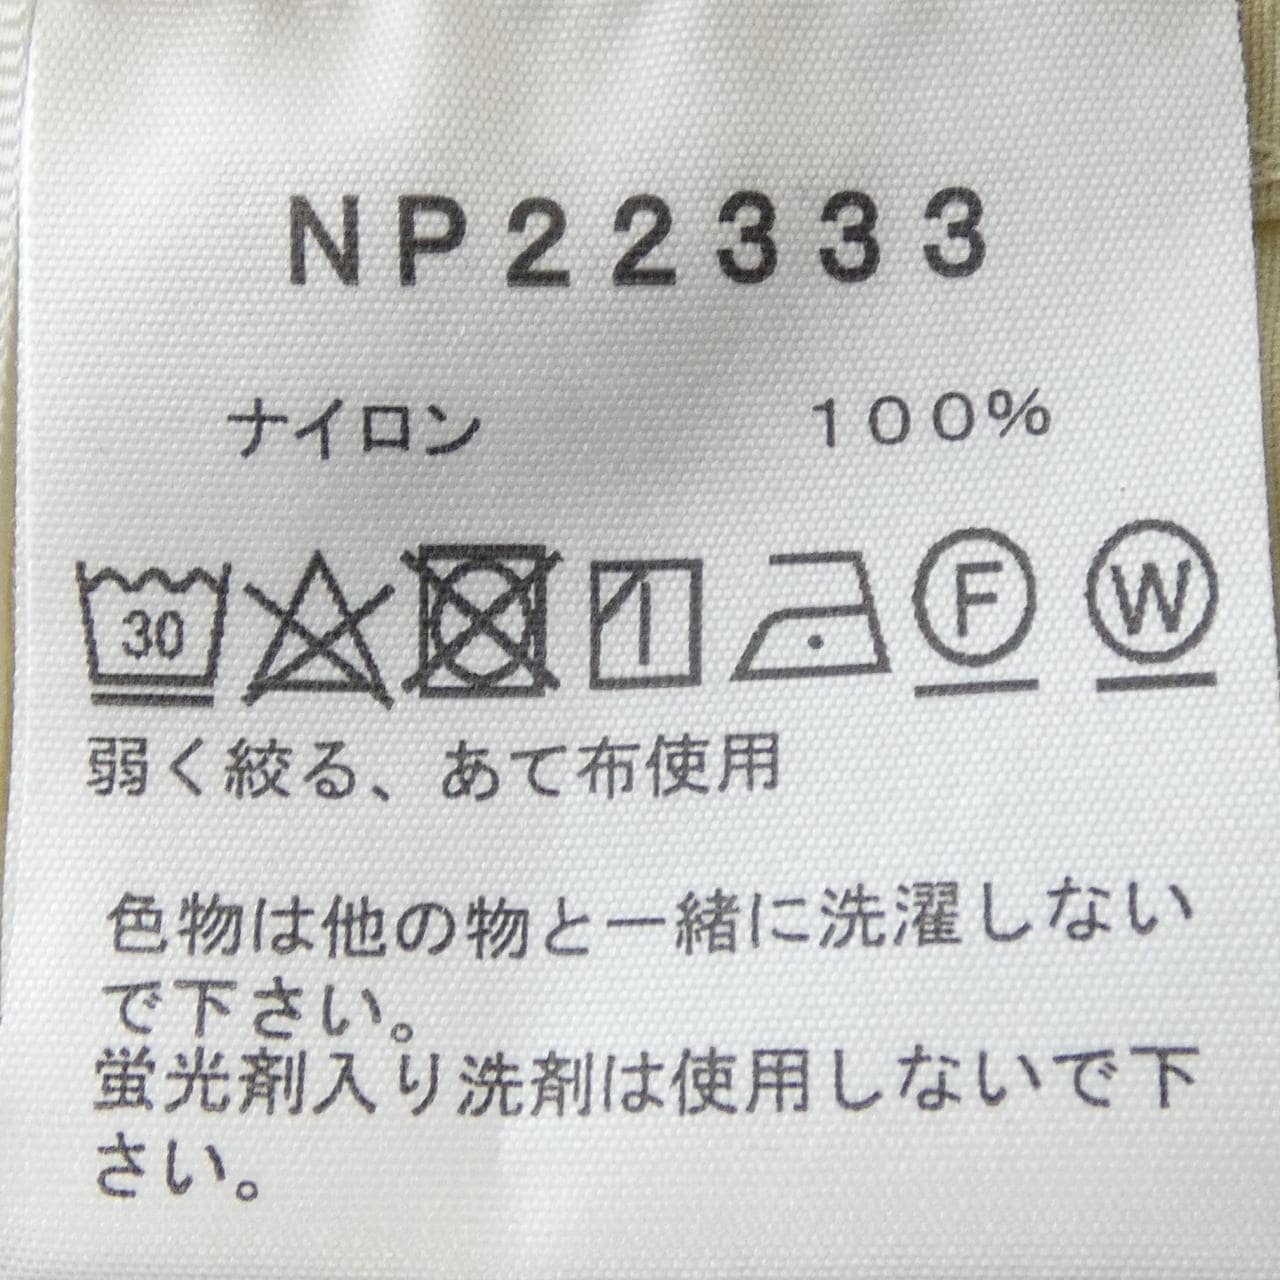 NP22333
ナイロン 100%
30 F W
弱く絞る、あて布使用
色物は他の物と一緒に洗濯しない
で下さい。
蛍光剤入り洗剤は使用しないで下
さい。